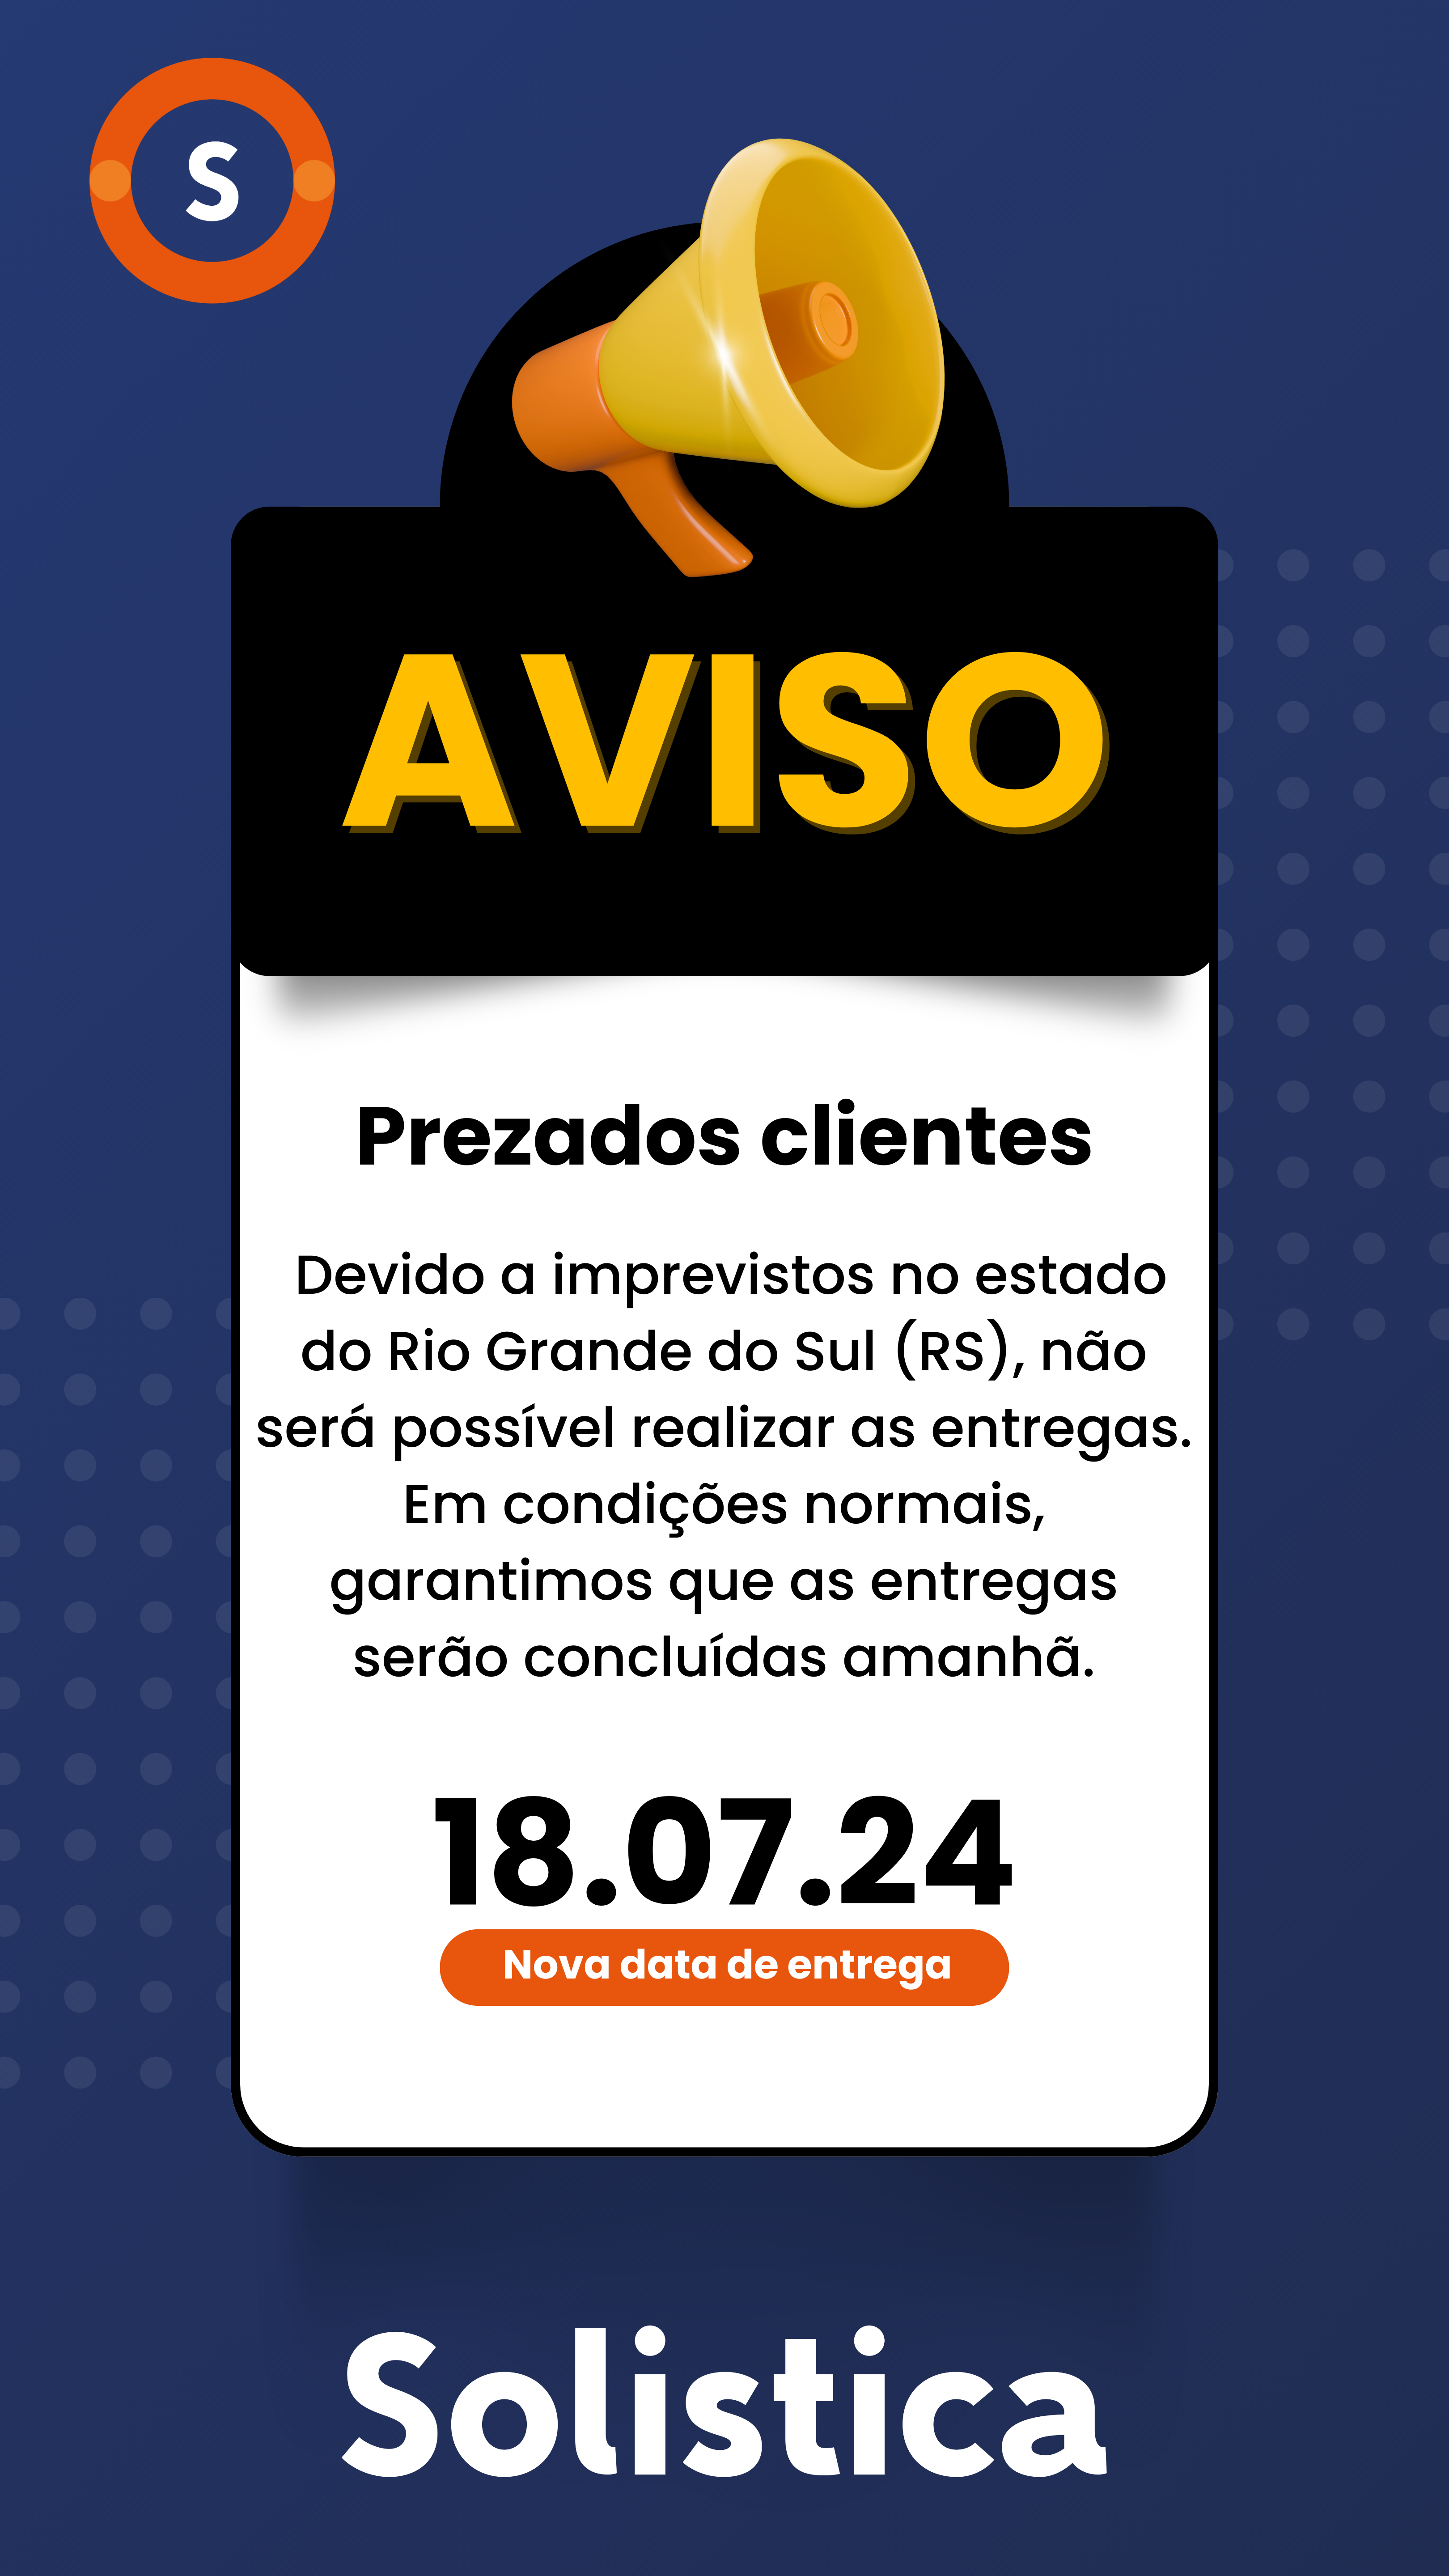 S
AVISO
Prezados clientes
Devido a imprevistos no estado
do Rio Grande do Sul (RS), não
será possível realizar as entregas.
Em condições normais,
garantimos que as entregas
serão concluídas amanhã.
18.07.24
Nova data de entrega
Solistica